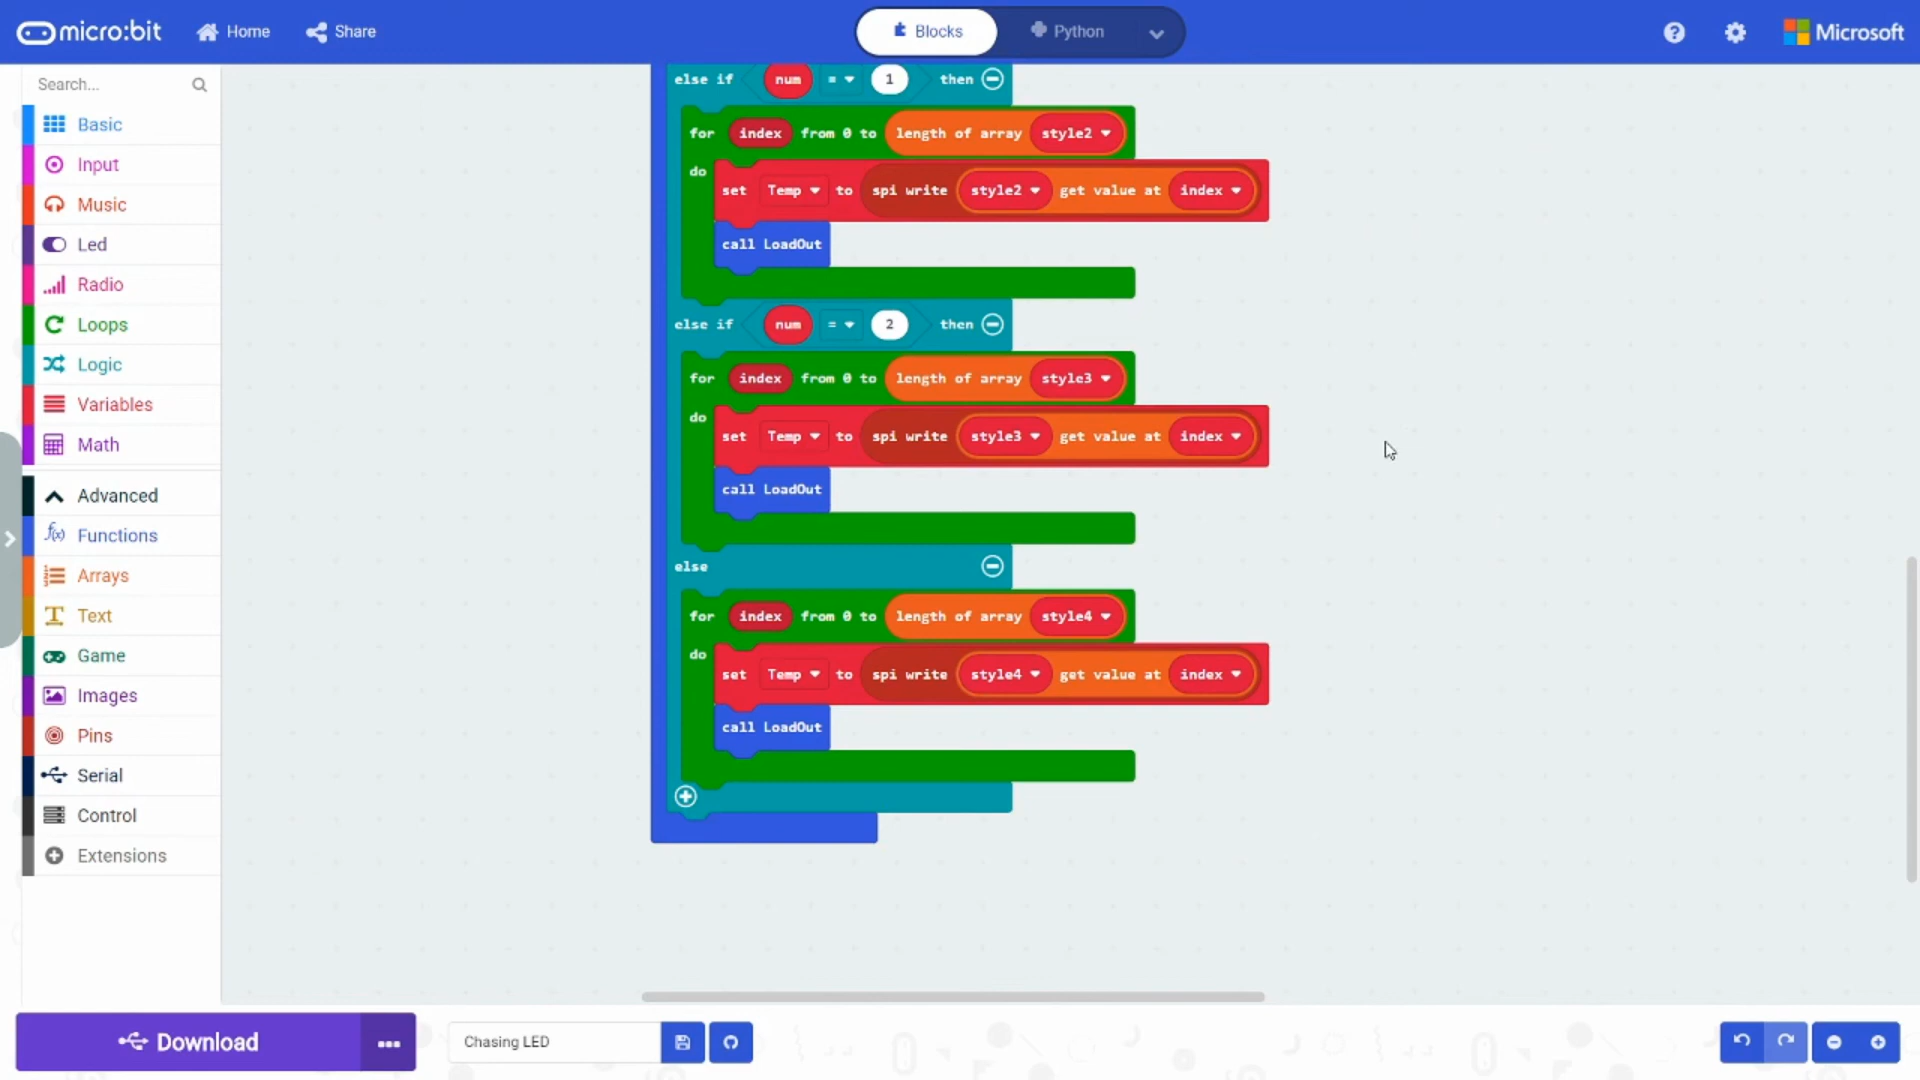 micro:bit Home Share Blocks Python Microsoft
Search...
Basic
Input
Music
Led
Radio
Loops
Logic
Variables
Math
Advanced
Functions
Arrays
Text
Game
Images
Pins
Serial
Control
Extensions
else if num = 1 then
for index from 0 to length of array style2
do
set Temp to spi write style2 get value at index
call LoadOut
else if num = 2 then
for index from 0 to length of array style3
do
set Temp to spi write style3 get value at index
call LoadOut
else
for index from 0 to length of array style4
do
set Temp to spi write style4 get value at index
call LoadOut
Download ... Chasing LED